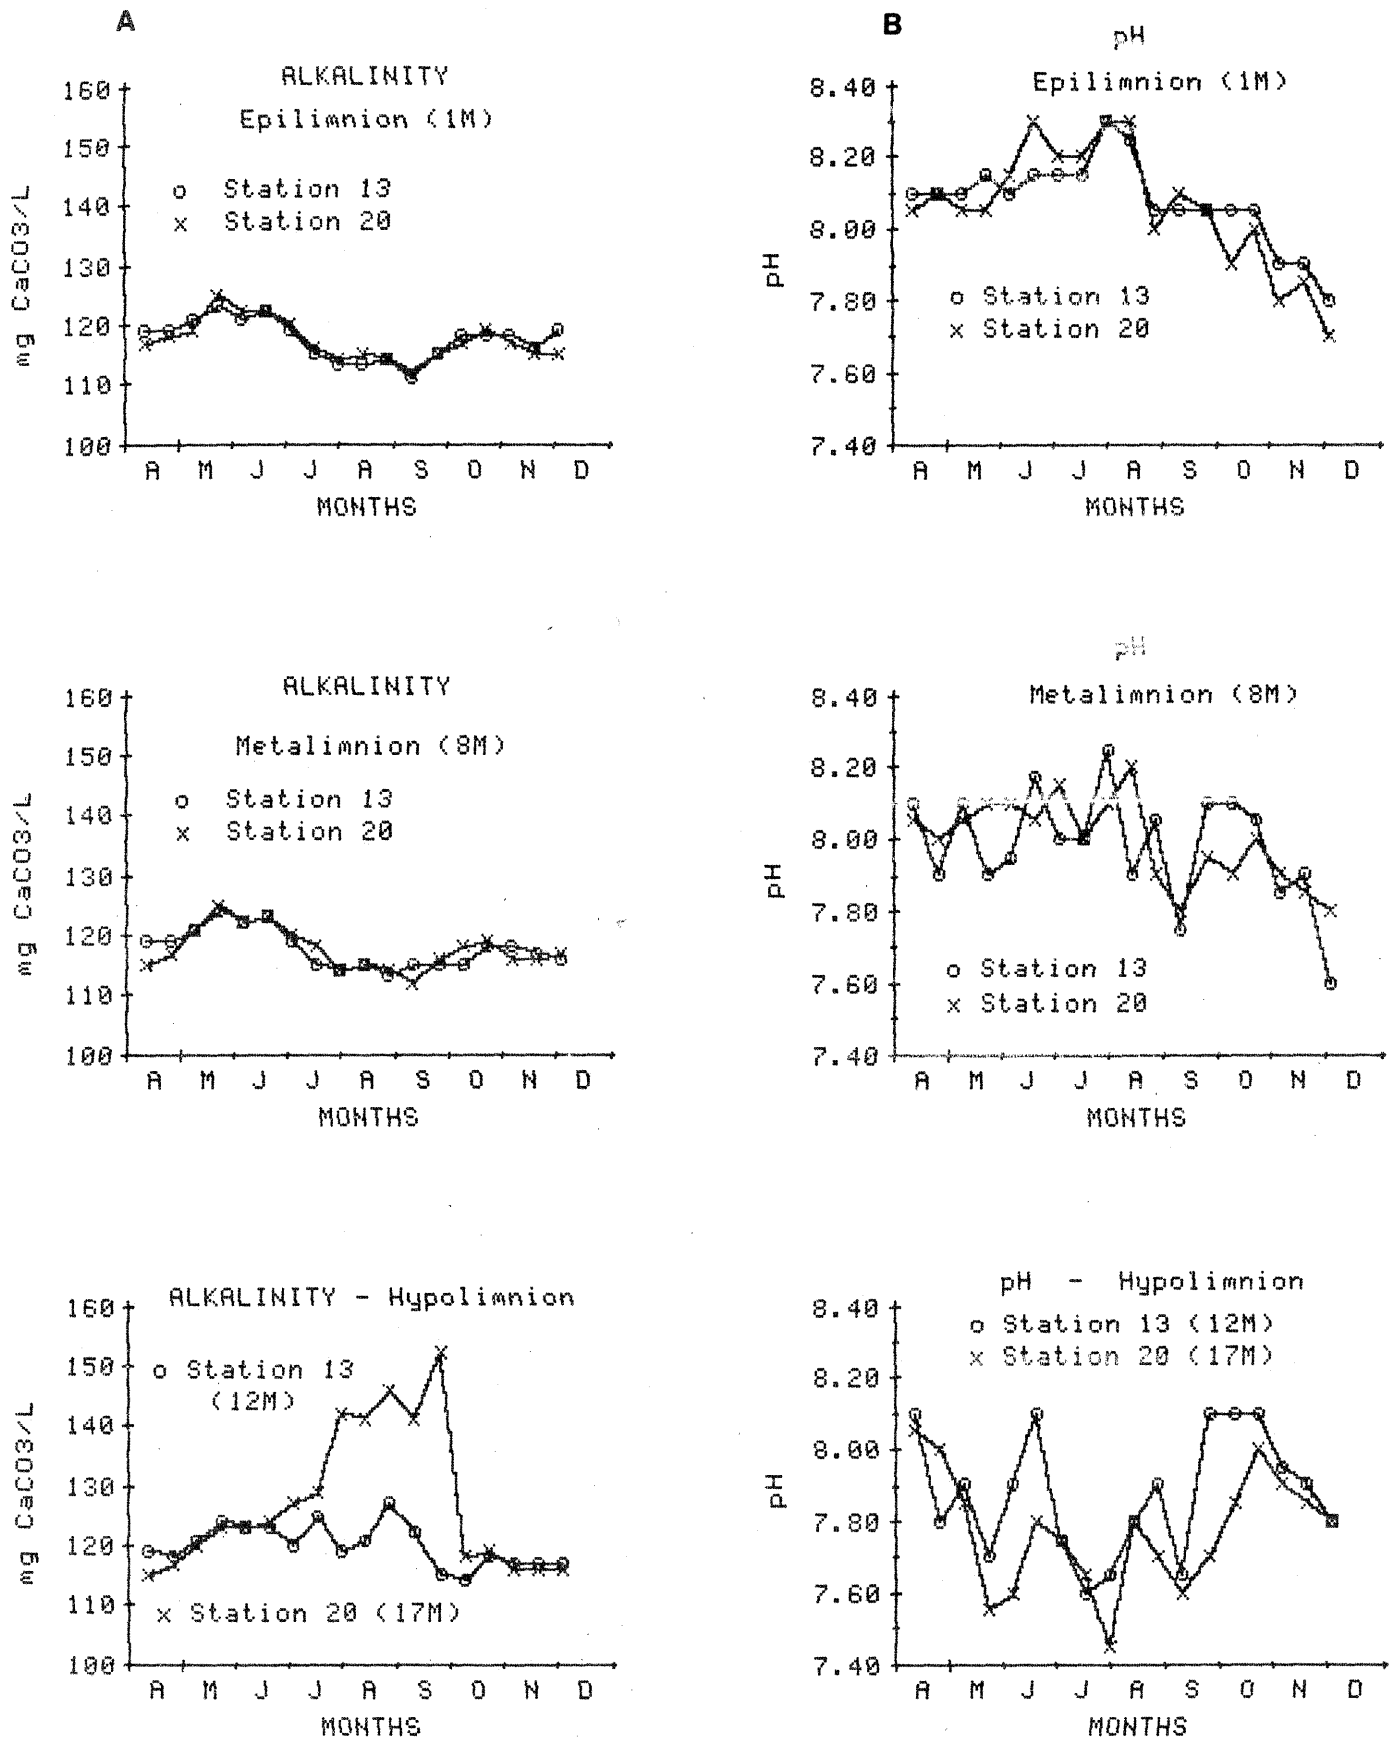 A
ALKALINITY
Epilimnion (1M)
160
150
140
130
120
110
100
mg CaCO3/L
o Station 13
x Station 20
A M J J A S O N D
MONTHS
B
pH
Epilimnion (1M)
8.40
8.20
8.00
7.80
7.60
7.40
pH
o Station 13
x Station 20
A M J J A S O N D
MONTHS
ALKALINITY
Metalimnion (8M)
160
150
140
130
120
110
100
mg CaCO3/L
o Station 13
x Station 20
A M J J A S O N D
MONTHS
pH
Metalimnion (8M)
8.40
8.20
8.00
7.80
7.60
7.40
pH
o Station 13
x Station 20
A M J J A S O N D
MONTHS
ALKALINITY - Hypolimnion
160
150
140
130
120
110
100
mg CaCO3/L
o Station 13
(12M)
x Station 20 (17M)
A M J J A S O N D
MONTHS
pH - Hypolimnion
o Station 13 (12M)
x Station 20 (17M)
8.40
8.20
8.00
7.80
7.60
7.40
pH
A M J J A S O N D
MONTHS